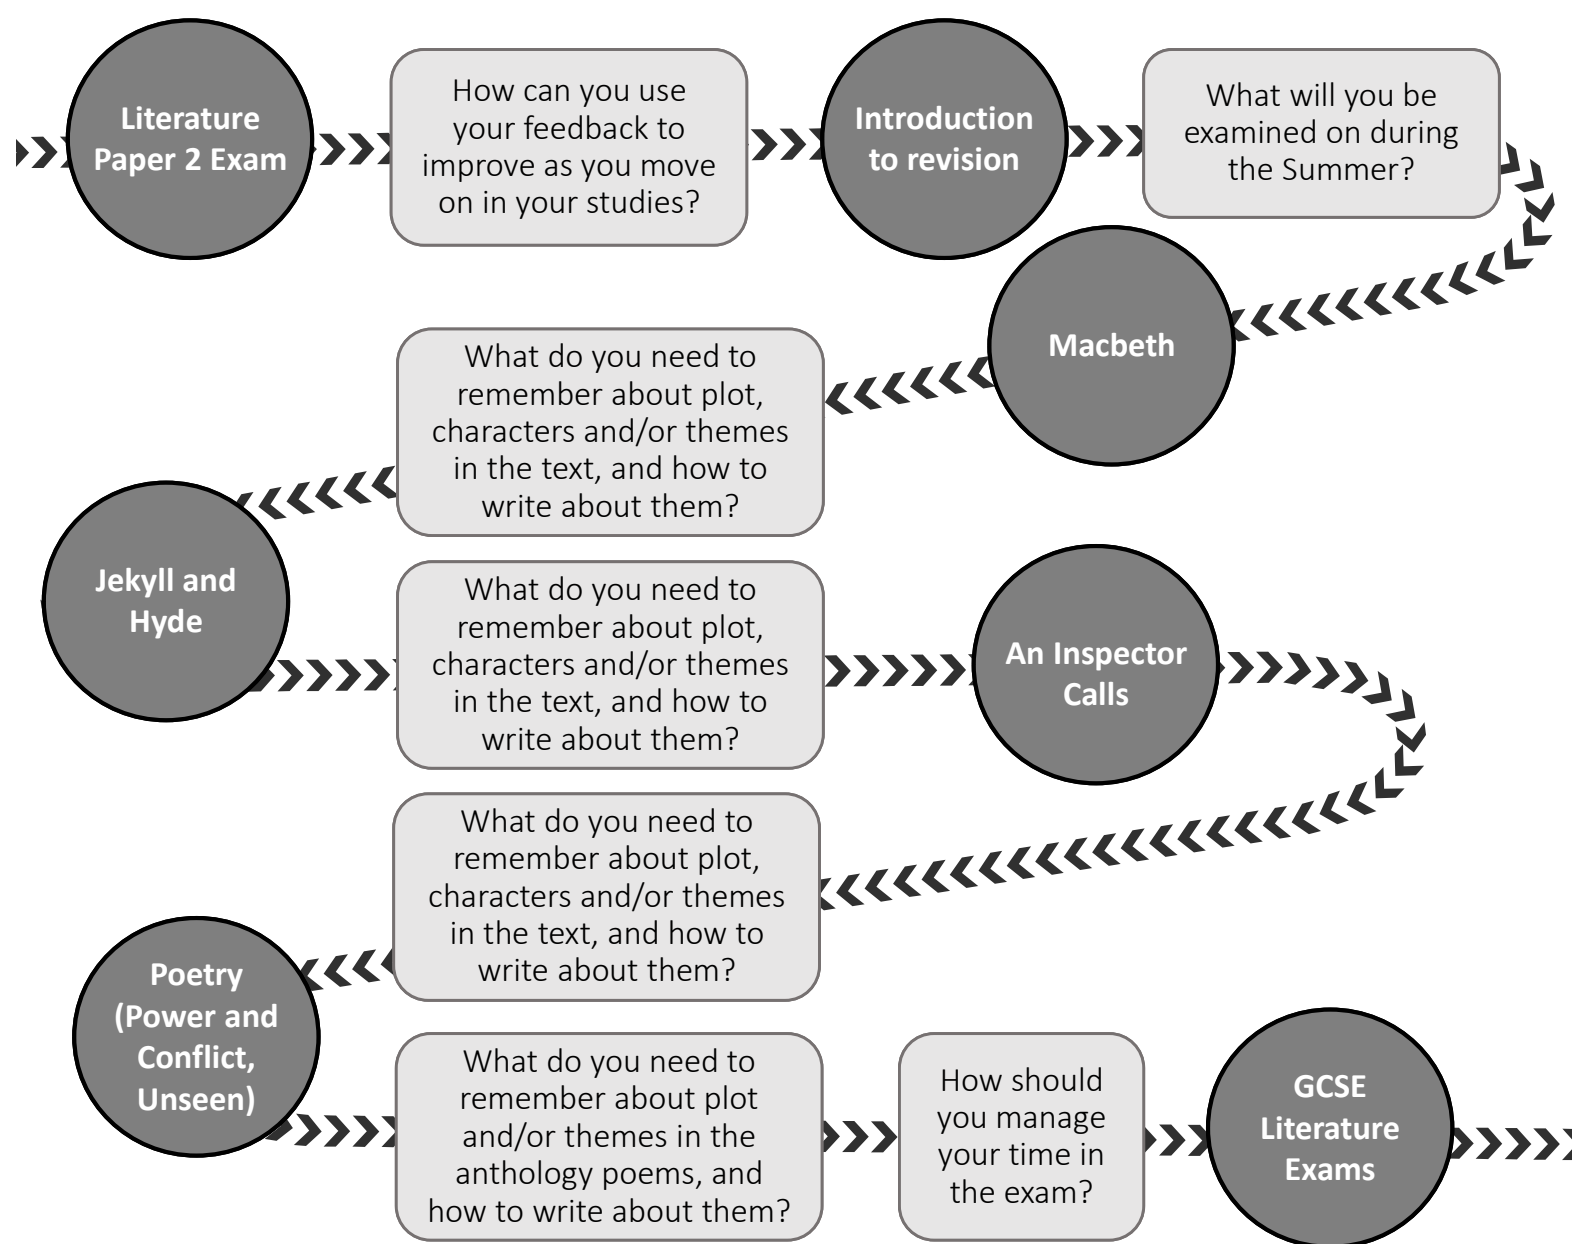 Literature
Paper 2 Exam
How can you use
your feedback to
improve as you move
on in your studies?
Introduction
to revision
What will you be
examined on during
the Summer?
Macbeth
What do you need to
remember about plot,
characters and/or themes
in the text, and how to
write about them?
Jekyll and
Hyde
What do you need to
remember about plot,
characters and/or themes
in the text, and how to
write about them?
An Inspector
Calls
What do you need to
remember about plot,
characters and/or themes
in the text, and how to
write about them?
Poetry
(Power and
Conflict,
Unseen)
What do you need to
remember about plot
and/or themes in the
anthology poems, and
how to write about them?
How should
you manage
your time in
the exam?
GCSE
Literature
Exams